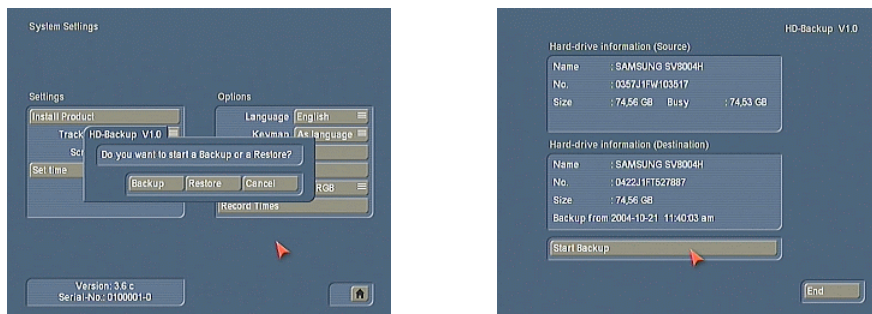 System Settings
Settings
Install Product
Track
Scr
Set time
Options
Language English
Keymap As language
RGB
Record Times
HD-Backup V1.0
Do you want to start a Backup or a Restore?
Backup Restore Cancel
Version: 3.6 c
Serial-No.: 0100001-0
HD-Backup V1.0
Hard-drive information (Source)
Name : SAMSUNG SV8004H
No. : 0357J1FW103517
Size : 74,56 GB Busy : 74,53 GB
Hard-drive information (Destination)
Name : SAMSUNG SV8004H
No. : 0422J1FT527887
Size : 74,56 GB
Backup from 2004-10-21 11:40:03 am
Start Backup
End